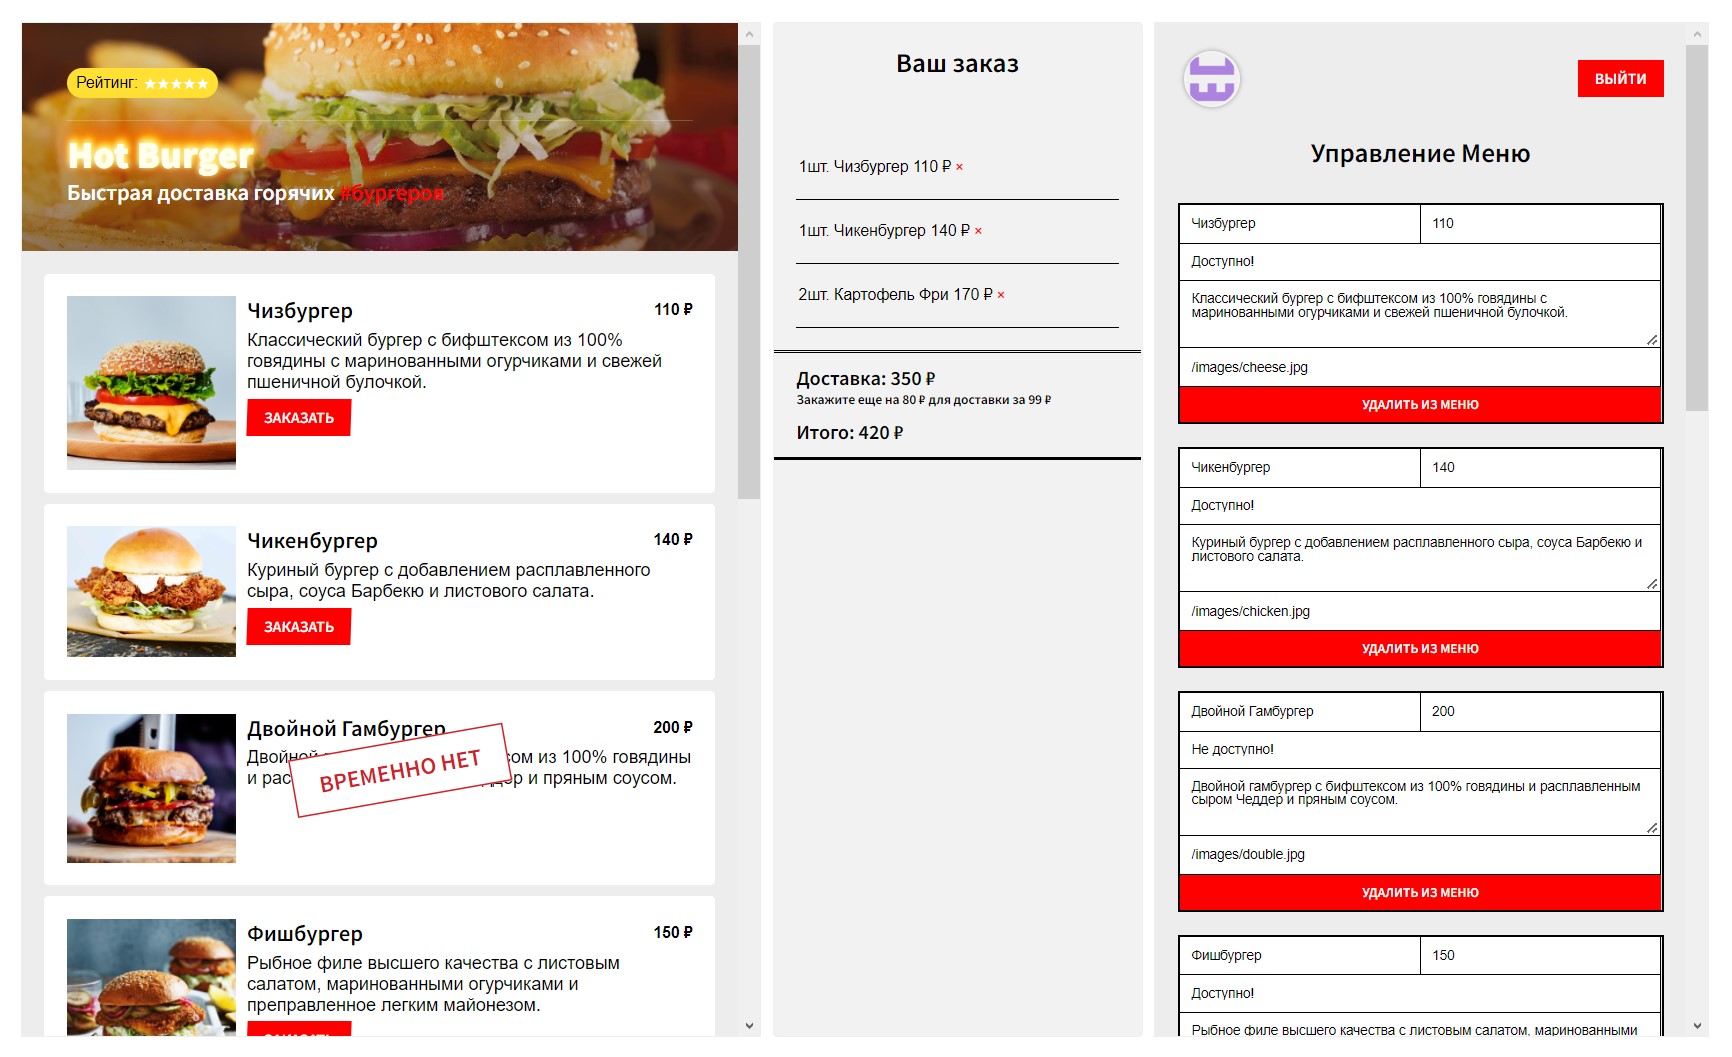 Рейтинг: ★★★★★
Hot Burger
Быстрая доставка горячих #бургеров
Чизбургер
110 ₽
Классический бургер с бифштексом из 100%
говядины с маринованными огурчиками и свежей
пшеничной булочкой.
ЗАКАЗАТЬ
Чикенбургер
140 ₽
Куриный бургер с добавлением расплавленного
сыра, соуса Барбекю и листового салата.
ЗАКАЗАТЬ
Двойной Гамбургер
200 ₽
Двойной сом из 100% говядины
и рас дер и пряным соусом.
ВРЕМЕННО НЕТ
Фишбургер
150 ₽
Рыбное филе высшего качества с листовым
салатом, маринованными огурчиками и
преправленное легким майонезом.
ЗАКАЗАТЬ
Ваш заказ
1шт. Чизбургер 110 ₽ ×
1шт. Чикенбургер 140 ₽ ×
2шт. Картофель Фри 170 ₽ ×
Доставка: 350 ₽
Закажите еще на 80 ₽ для доставки за 99 ₽
Итого: 420 ₽
ВЫЙТИ
Управление Меню
Чизбургер
110
Доступно!
Классический бургер с бифштексом из 100% говядины с
маринованными огурчиками и свежей пшеничной булочкой.
/images/cheese.jpg
УДАЛИТЬ ИЗ МЕНЮ
Чикенбургер
140
Доступно!
Куриный бургер с добавлением расплавленного сыра, соуса Барбекю и
листового салата.
/images/chicken.jpg
УДАЛИТЬ ИЗ МЕНЮ
Двойной Гамбургер
200
Не доступно!
Двойной гамбургер с бифштексом из 100% говядины и расплавленным
сыром Чеддер и пряным соусом.
/images/double.jpg
УДАЛИТЬ ИЗ МЕНЮ
Фишбургер
150
Доступно!
Рыбное филе высшего качества с листовым салатом, маринованными